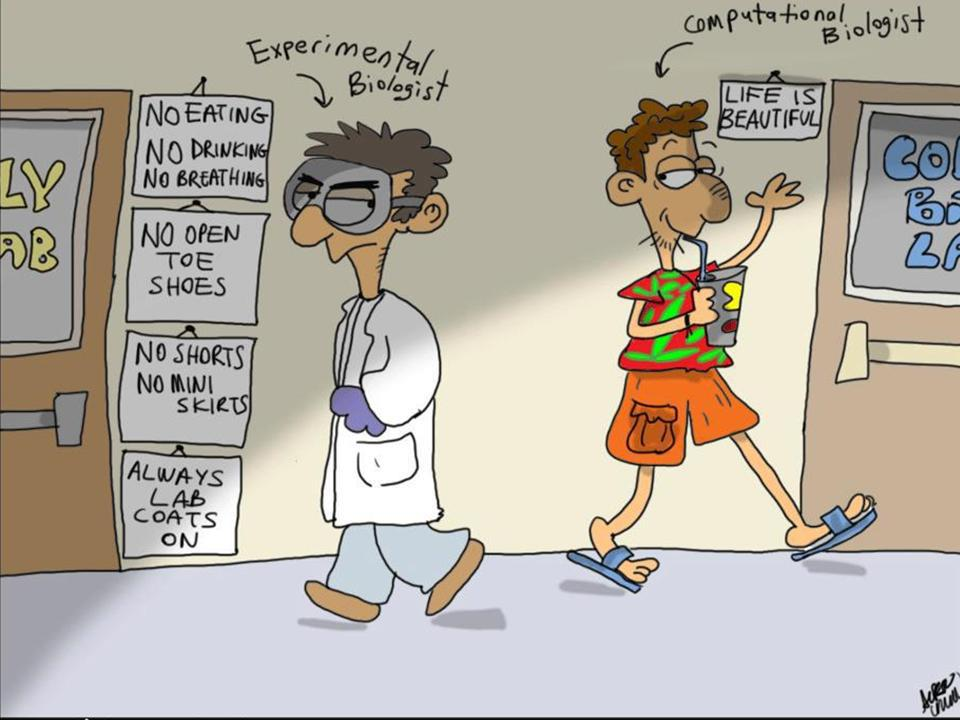 Experimental
Biologist
Computational
Biologist
NO EATING
NO DRINKING
NO BREATHING
NO OPEN
TOE
SHOES
NO SHORTS
NO MINI
SKIRTS
ALWAYS
LAB
COATS
ON
LY
AB
LIFE IS
BEAUTIFUL
CO
B
LA